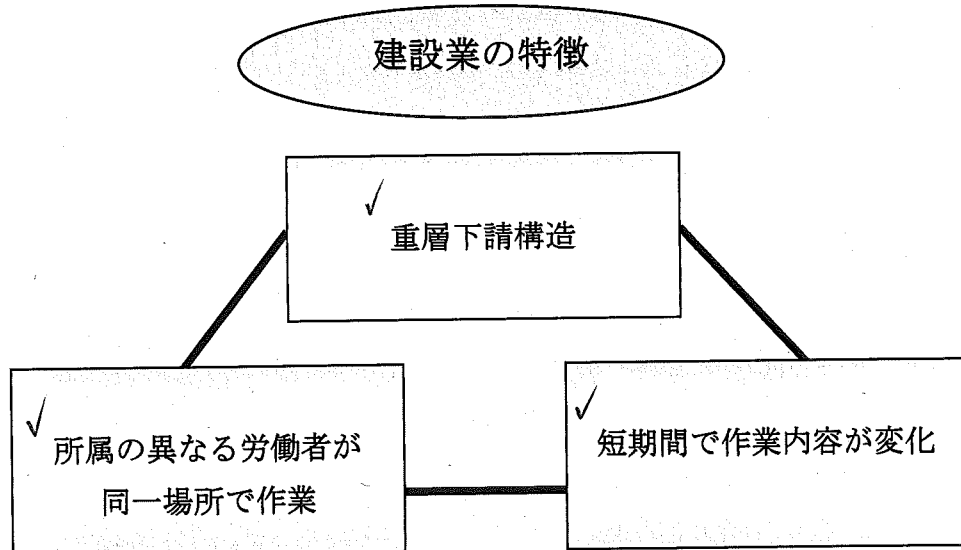 建設業の特徴
重層下請構造
所属の異なる労働者が
同一場所で作業
短期間で作業内容が変化